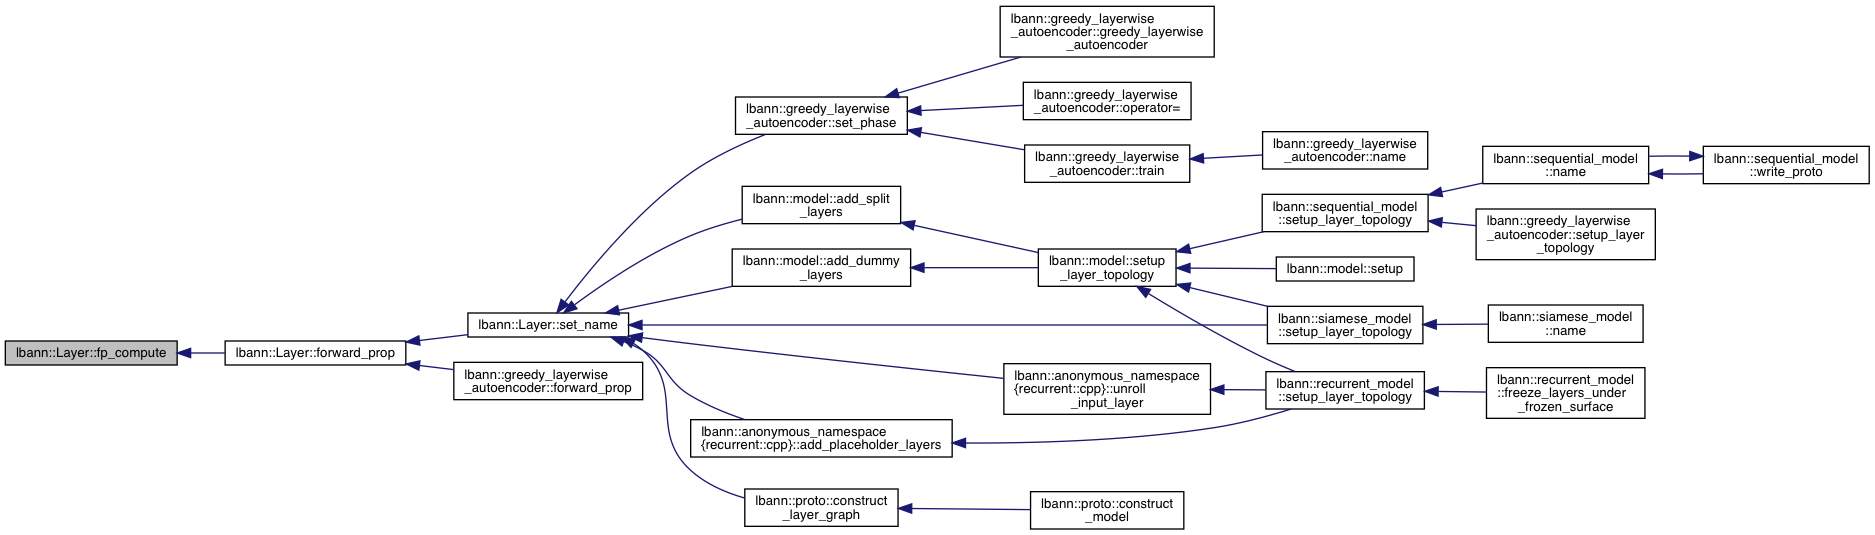 lbann::Layer::fp_compute
lbann::Layer::forward_prop
lbann::Layer::set_name
lbann::greedy_layerwise
_autoencoder::forward_prop
lbann::greedy_layerwise
_autoencoder::set_phase
lbann::model::add_split
_layers
lbann::model::add_dummy
_layers
lbann::anonymous_namespace
{recurrent::cpp}::add_placeholder_layers
lbann::proto::construct
_layer_graph
lbann::greedy_layerwise
_autoencoder::greedy_layerwise
_autoencoder
lbann::greedy_layerwise
_autoencoder::operator=
lbann::greedy_layerwise
_autoencoder::train
lbann::model::setup
_layer_topology
lbann::anonymous_namespace
{recurrent::cpp}::unroll
_input_layer
lbann::proto::construct
_model
lbann::greedy_layerwise
_autoencoder::name
lbann::sequential_model
::setup_layer_topology
lbann::model::setup
lbann::siamese_model
::setup_layer_topology
lbann::recurrent_model
::setup_layer_topology
lbann::sequential_model
::name
lbann::greedy_layerwise
_autoencoder::setup_layer
_topology
lbann::siamese_model
::name
lbann::recurrent_model
::freeze_layers_under
_frozen_surface
lbann::sequential_model
::write_proto